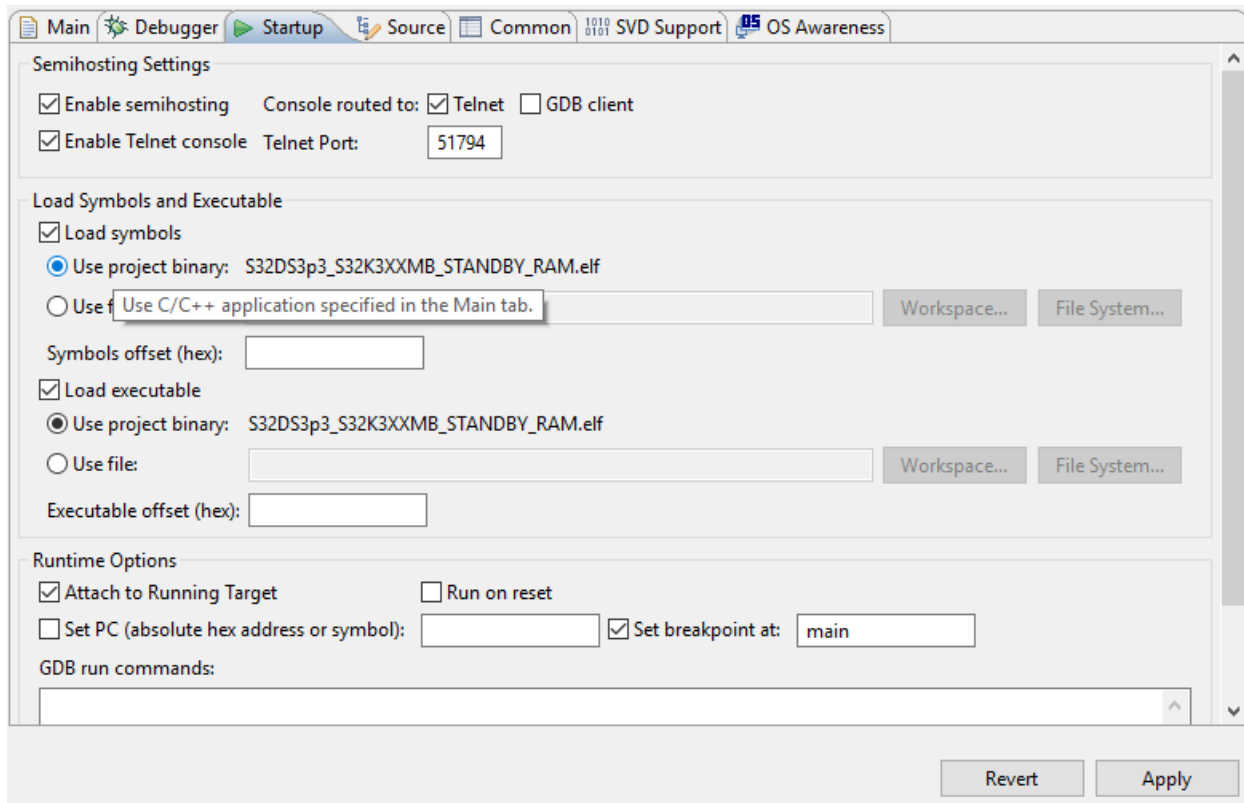 Main Debugger Startup Source Common SVD Support OS Awareness
Semihosting Settings
Enable semihosting Console routed to: Telnet GDB client
Enable Telnet console Telnet Port: 51794
Load Symbols and Executable
Load symbols
Use project binary: S32DS3p3_S32K3XXMB_STANDBY_RAM.elf
Use f Use C/C++ application specified in the Main tab. Workspace... File System...
Symbols offset (hex):
Load executable
Use project binary: S32DS3p3_S32K3XXMB_STANDBY_RAM.elf
Use file: Workspace... File System...
Executable offset (hex):
Runtime Options
Attach to Running Target Run on reset
Set PC (absolute hex address or symbol): Set breakpoint at: main
GDB run commands:
Revert Apply